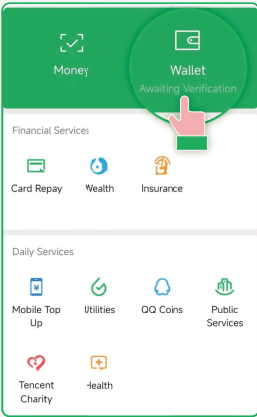 Money
Wallet
Awaiting Verification
Financial Services
Card Repay
Wealth
Insurance
Daily Services
Mobile Top
Up
Utilities
QQ Coins
Public
Services
Tencent
Charity
Health